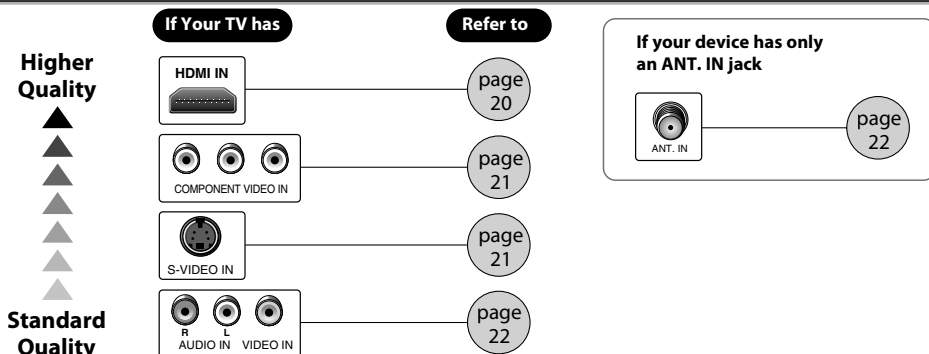 If Your TV has
Refer to
Higher
Quality
HDMI IN
page
20
COMPONENT VIDEO IN
page
21
S-VIDEO IN
page
21
R L
AUDIO IN VIDEO IN
page
22
Standard
Quality
If your device has only
an ANT. IN jack
ANT. IN
page
22